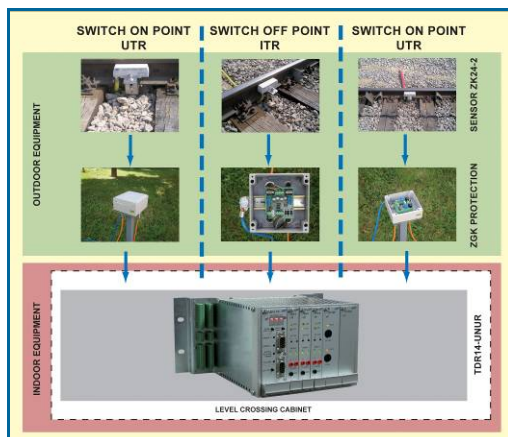 SWITCH ON POINT
UTR
SWITCH OFF POINT
ITR
SWITCH ON POINT
UTR
OUTDOOR EQUIPMENT
SENSOR ZK24-2
ZGK PROTECTION
INDOOR EQUIPMENT
TDR14-UNUR
LEVEL CROSSING CABINET